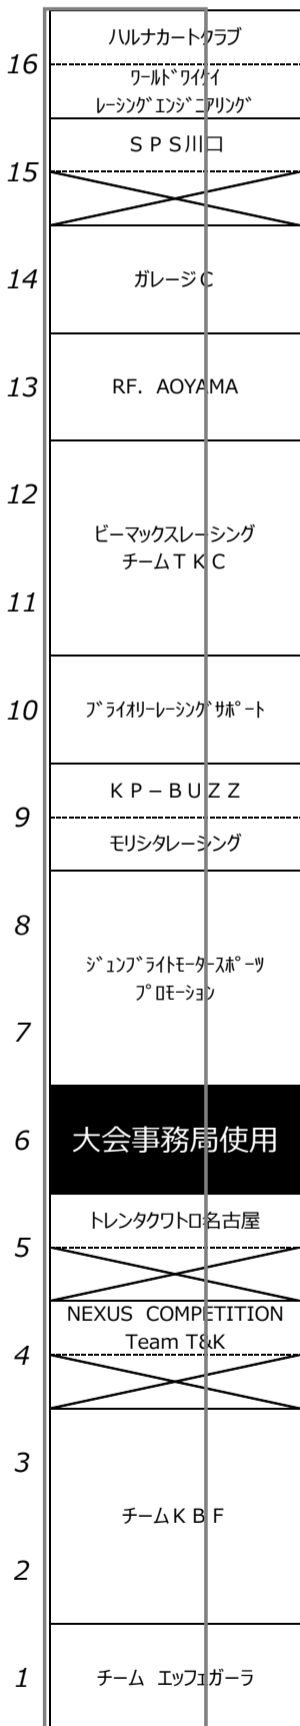 16
ハルナカートクラブ
ワールドワイケイ
レーシングエンジニアリング
15
ＳＰＳ川口
14
ガレージＣ
13
RF. AOYAMA
12
ビーマックスレーシング
チームＴＫＣ
11
10
ブライオリーレーシングサポート
9
ＫＰ－ＢＵＺＺ
モリシタレーシング
8
ジュンブライトモータースポーツ
プロモーション
7
6
大会事務局使用
5
トレンタクワトロ名古屋
NEXUS COMPETITION
Team T&K
4
3
チームＫＢＦ
2
1
チーム エッフェガーラ